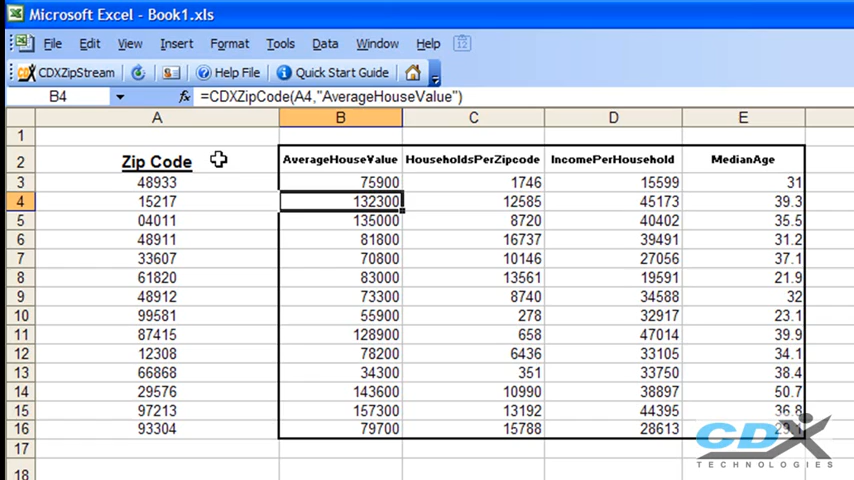 Microsoft Excel - Book1.xls
File Edit View Insert Format Tools Data Window Help 12
CDXZipStream Help File Quick Start Guide
B4 fx =CDXZipCode(A4,"AverageHouseValue")
A B C D E
1
2 Zip Code AverageHouseValue HouseholdsPerZipcode IncomePerHousehold MedianAge
3 48933 75900 1746 15599 31
4 15217 132300 12585 45173 39.3
5 04011 135000 8720 40402 35.5
6 48911 81800 16737 39491 31.2
7 33607 70800 10146 27056 37.1
8 61820 83000 13561 19591 21.9
9 48912 73300 8740 34588 32
10 99581 55900 278 32917 23.1
11 87415 128900 658 47014 39.9
12 12308 78200 6436 33105 34.1
13 66868 34300 351 33750 38.4
14 29576 143600 10990 38897 50.7
15 97213 157300 13192 44395 36.8
16 93304 79700 15788 28613
17
18
CDX
TECHNOLOGIES